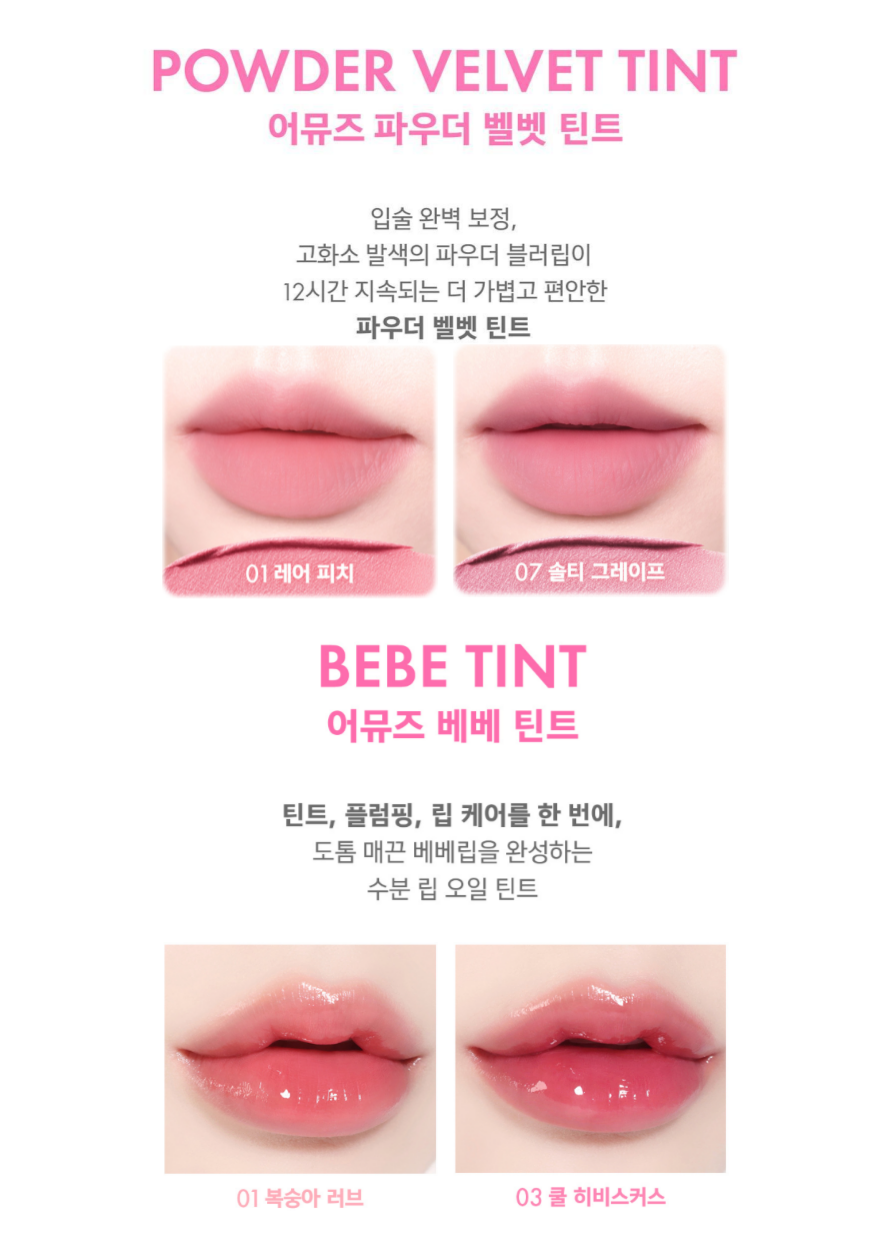 POWDER VELVET TINT
어뮤즈 파우더 벨벳 틴트
입술 완벽 보정,
고화소 발색의 파우더 블러립이
12시간 지속되는 더 가볍고 편안한
파우더 벨벳 틴트
01 레어 피치
07 솔티 그레이프
BEBE TINT
어뮤즈 베베 틴트
틴트, 플럼핑, 립 케어를 한 번에,
도톰 매끈 베베립을 완성하는
수분 립 오일 틴트
01 복숭아 러브
03 쿨 히비스커스